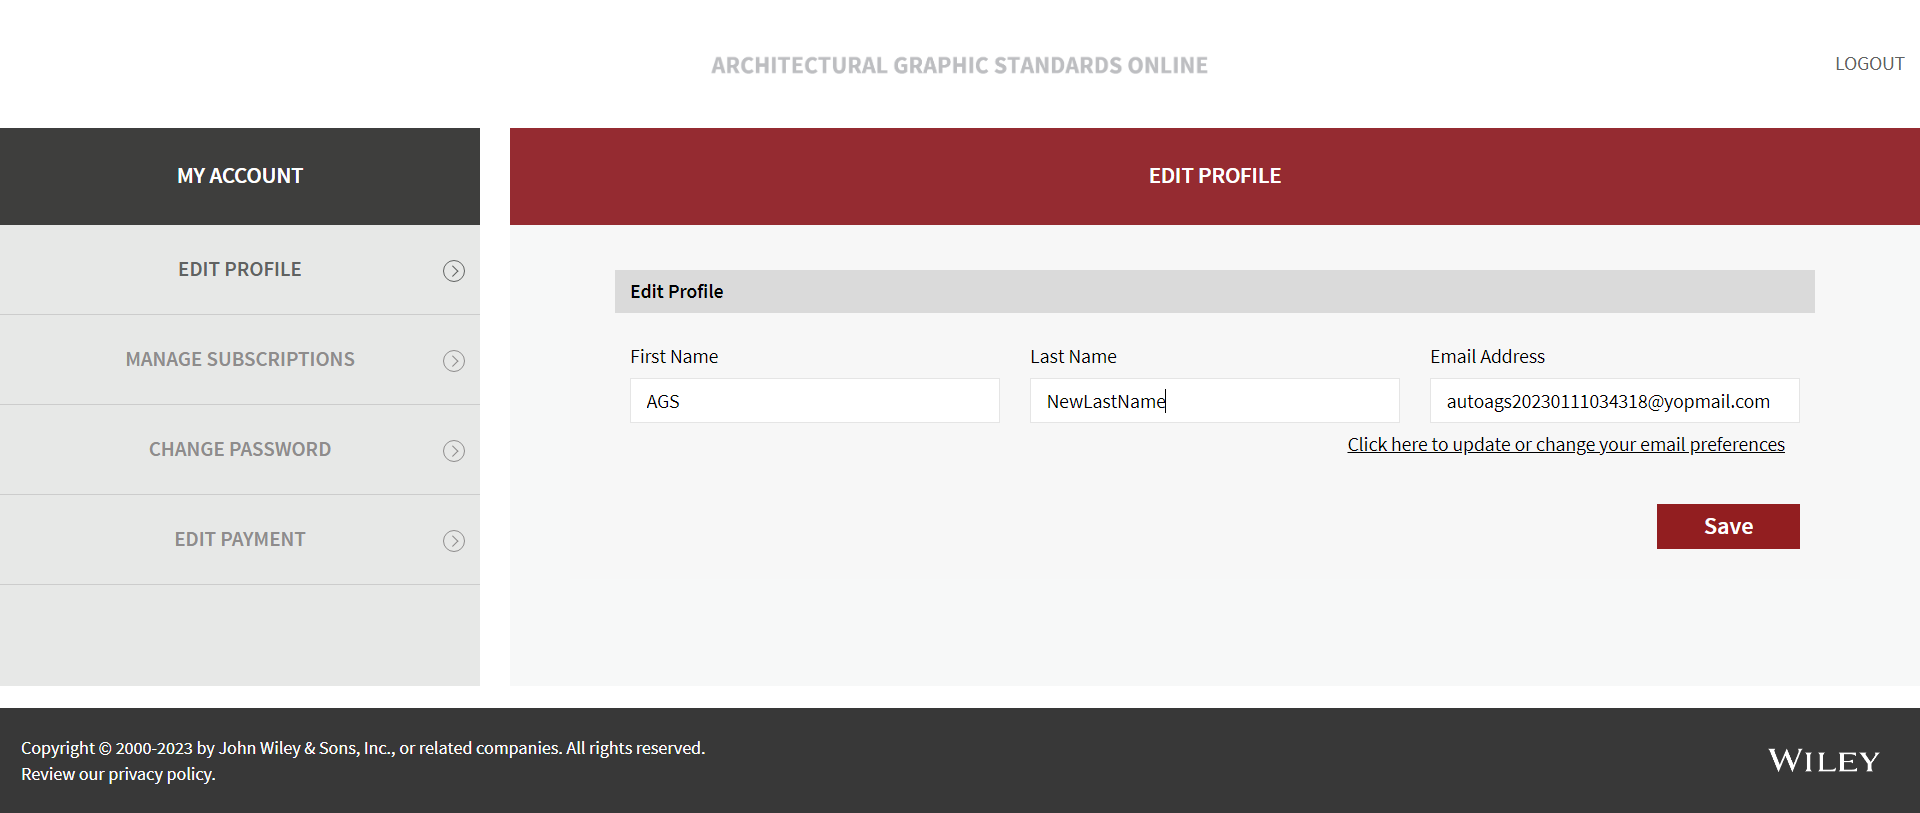 ARCHITECTURAL GRAPHIC STANDARDS ONLINE
LOGOUT
MY ACCOUNT
EDIT PROFILE
MANAGE SUBSCRIPTIONS
CHANGE PASSWORD
EDIT PAYMENT
EDIT PROFILE
Edit Profile
First Name
AGS
Last Name
NewLastName
Email Address
autoags20230111034318@yopmail.com
Click here to update or change your email preferences
Save
Copyright © 2000-2023 by John Wiley & Sons, Inc., or related companies. All rights reserved.
Review our privacy policy.
WILEY